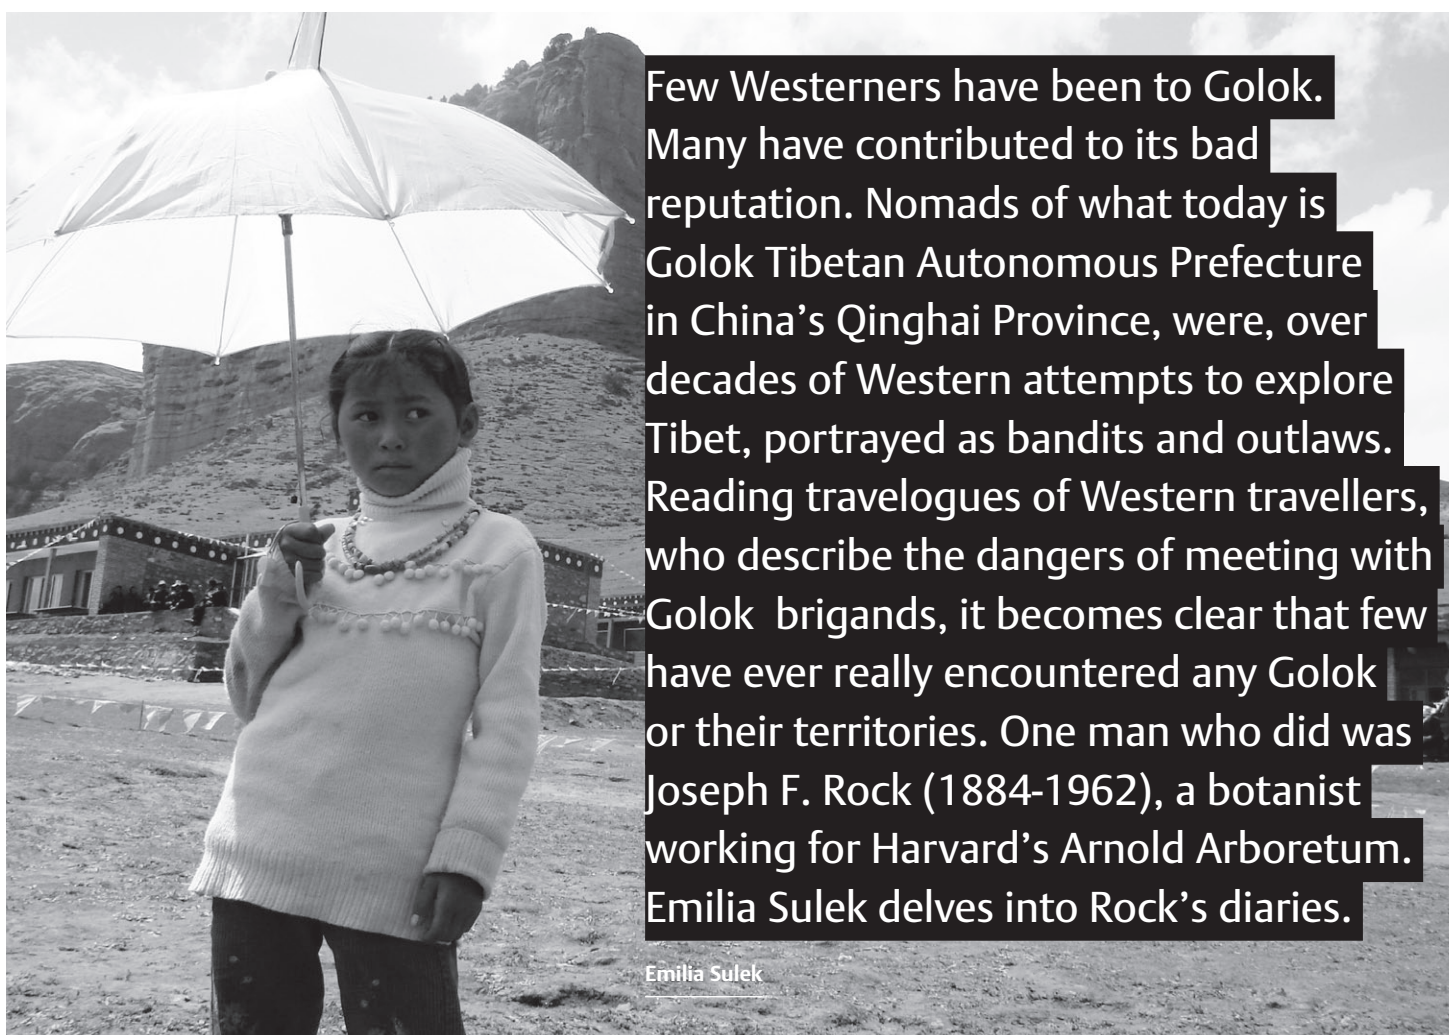 Few Westerners have been to Golok.
Many have contributed to its bad
reputation. Nomads of what today is
Golok Tibetan Autonomous Prefecture
in China’s Qinghai Province, were, over
decades of Western attempts to explore
Tibet, portrayed as bandits and outlaws.
Reading travelogues of Western travellers,
who describe the dangers of meeting with
Golok  brigands, it becomes clear that few
have ever really encountered any Golok
or their territories. One man who did was
Joseph F. Rock (1884-1962), a botanist
working for Harvard’s Arnold Arboretum.
Emilia Sulek delves into Rock’s diaries.
Emilia Sulek